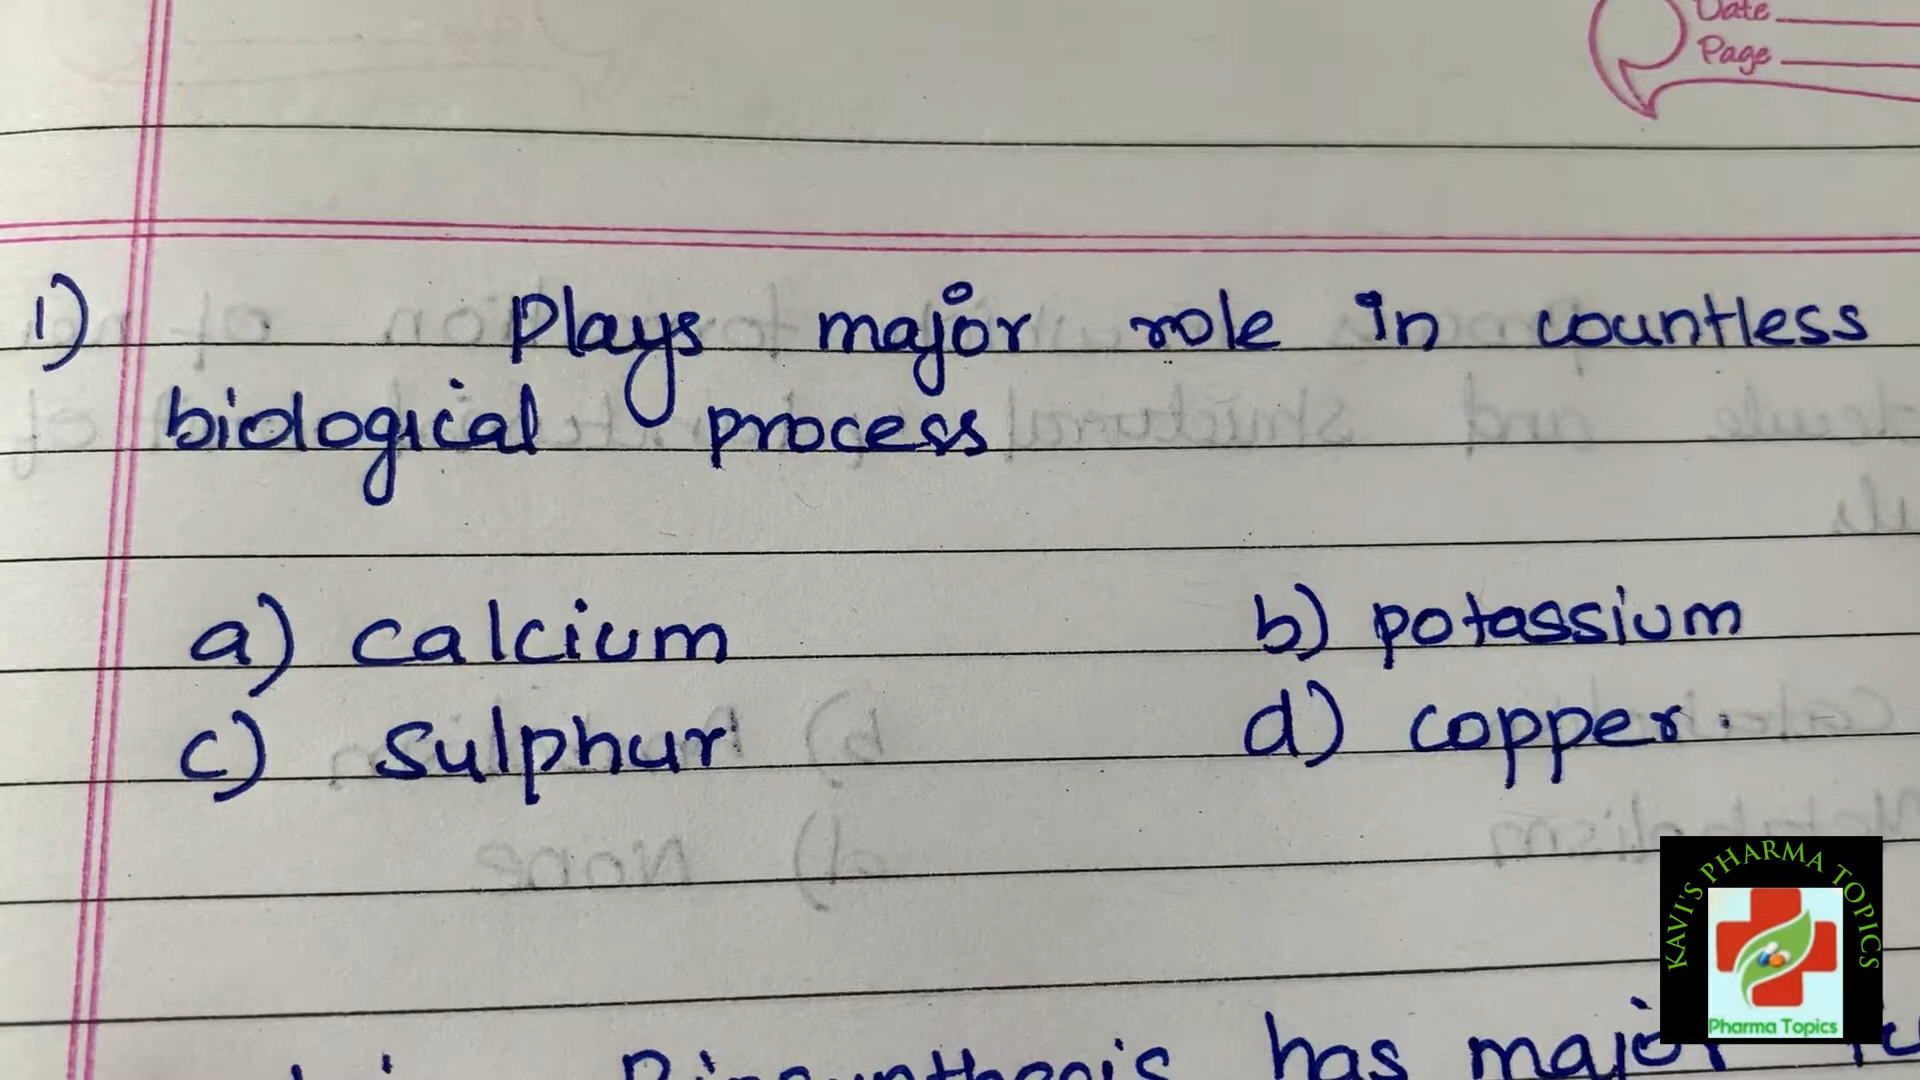 Date
Page
1) Plays major role in countless
biological process
a) calcium b) potassium
c) sulphur d) copper.
has major
KAVI'S PHARMA TOPICS
Pharma Topics